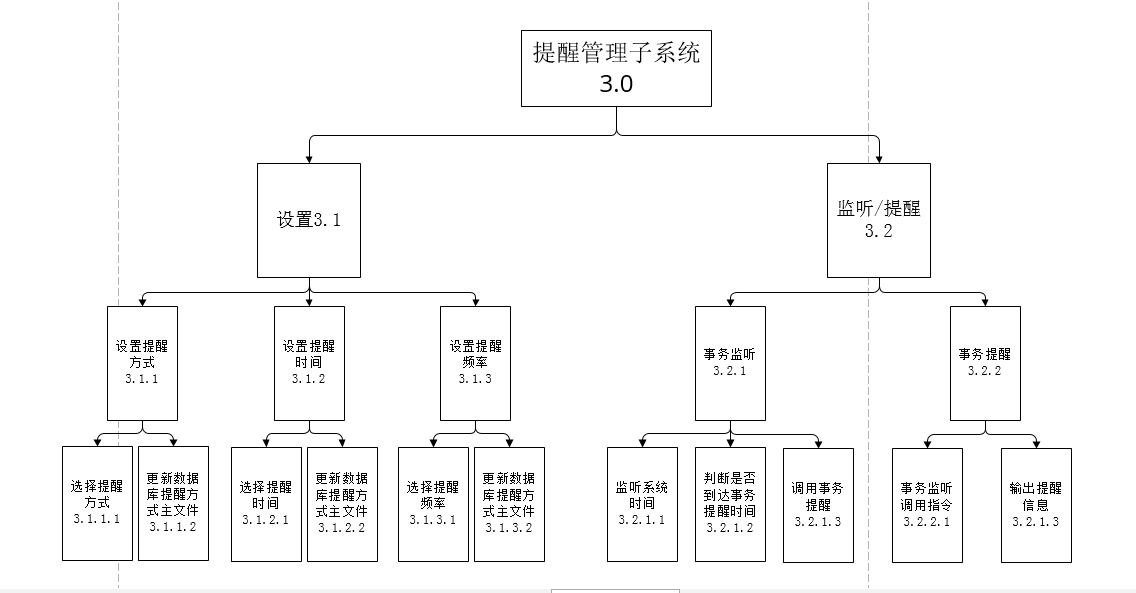 提醒管理子系统
3.0
设置3.1
监听/提醒
3.2
设置提醒
方式
3.1.1
设置提醒
时间
3.1.2
设置提醒
频率
3.1.3
事务监听
3.2.1
事务提醒
3.2.2
选择提醒
方式
3.1.1.1
更新数据
库提醒方
式主文件
3.1.1.2
选择提醒
时间
3.1.2.1
更新数据
库提醒方
式主文件
3.1.2.2
选择提醒
频率
3.1.3.1
更新数据
库提醒方
式主文件
3.1.3.2
监听系统
时间
3.2.1.1
判断是否
到达事务
提醒时间
3.2.1.2
调用事务
提醒
3.2.1.3
事务监听
调用指令
3.2.2.1
输出提醒
信息
3.2.1.3